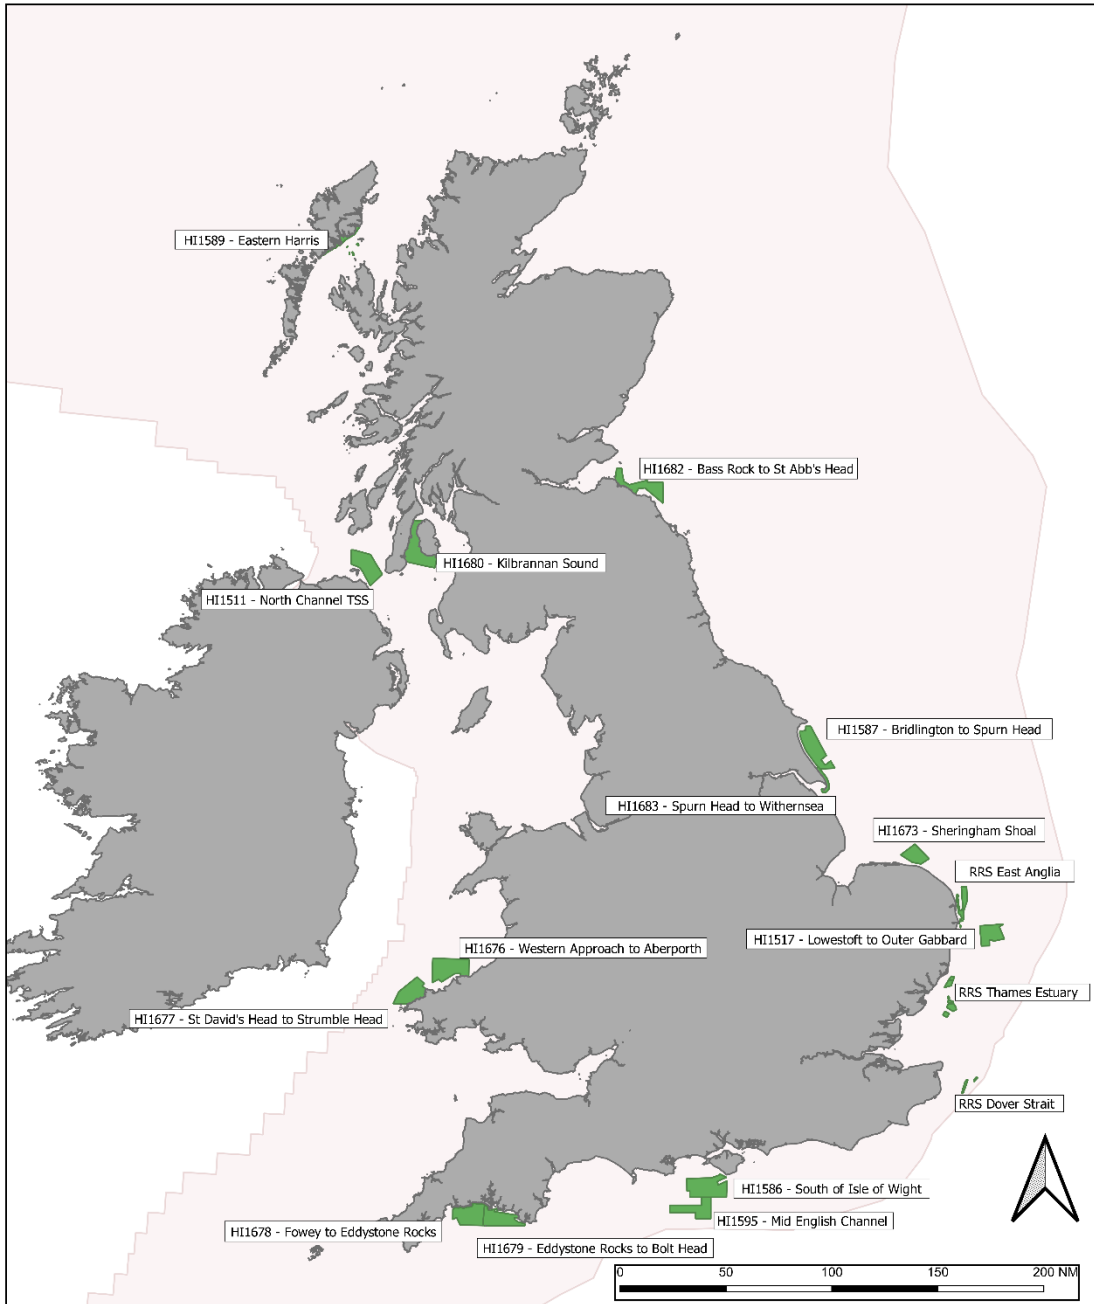 HI1589 - Eastern Harris
HI1682 - Bass Rock to St Abb's Head
HI1680 - Kilbrannan Sound
HI1511 - North Channel TSS
HI1587 - Bridlington to Spurn Head
HI1683 - Spurn Head to Withernsea
HI1673 - Sheringham Shoal
RRS East Anglia
HI1517 - Lowestoft to Outer Gabbard
HI1676 - Western Approach to Aberporth
RRS Thames Estuary
HI1677 - St David's Head to Strumble Head
RRS Dover Strait
HI1586 - South of Isle of Wight
HI1595 - Mid English Channel
HI1678 - Fowey to Eddystone Rocks
HI1679 - Eddystone Rocks to Bolt Head
0 50 100 150 200 NM